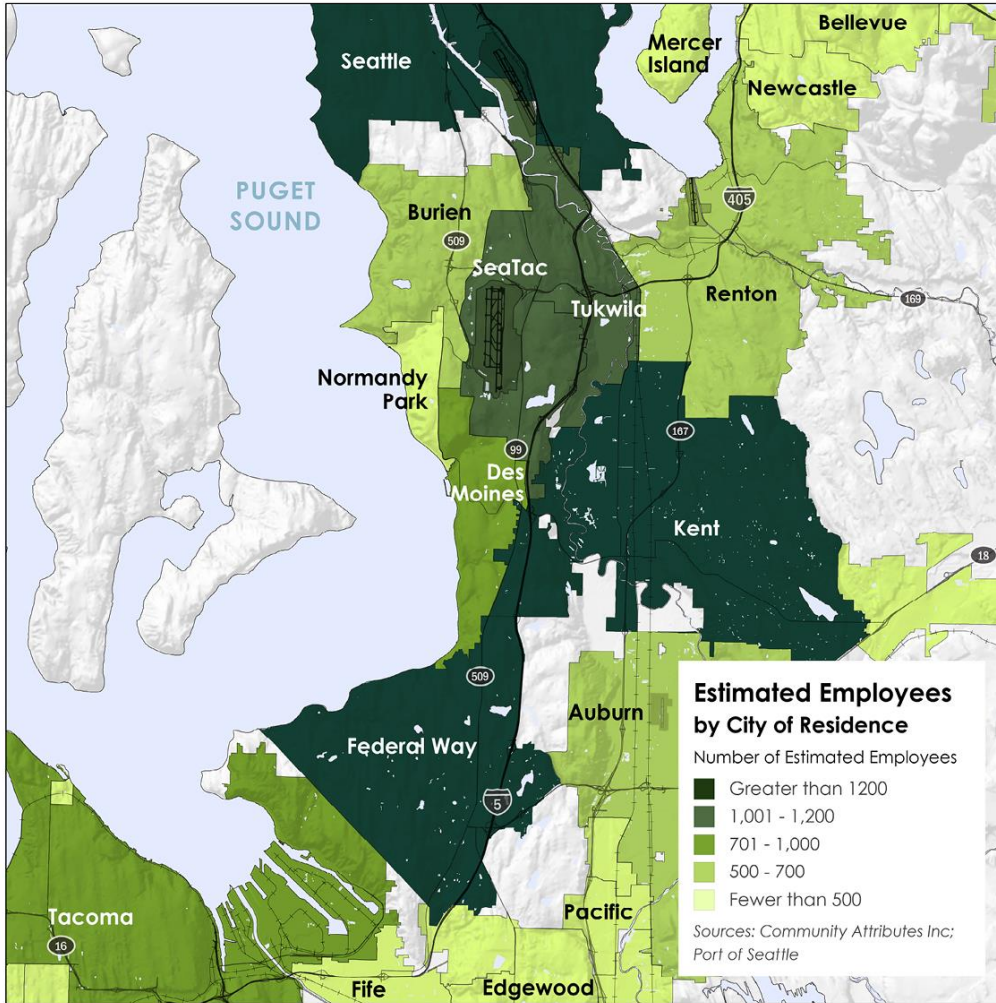 Seattle
Mercer
Island
Bellevue
Newcastle
PUGET
SOUND
Burien
405
509
SeaTac
Tukwila
Renton
169
Normandy
Park
99
167
Des
Moines
Kent
18
509
Auburn
Federal Way
5
Tacoma
16
Pacific
Fife
Edgewood
Estimated Employees
by City of Residence
Number of Estimated Employees
Greater than 1200
1,001 - 1,200
701 - 1,000
500 - 700
Fewer than 500
Sources: Community Attributes Inc;
Port of Seattle